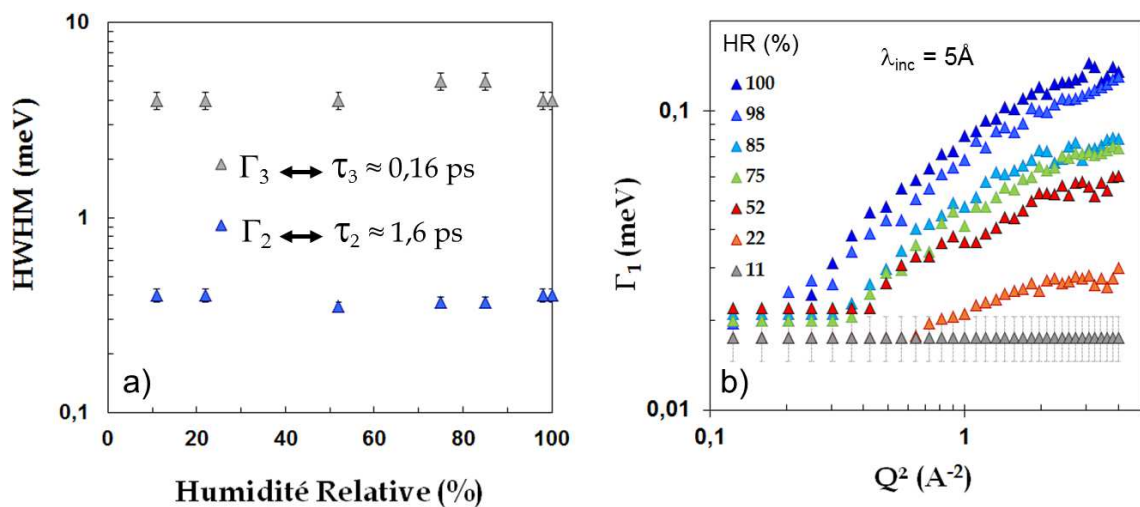 HWHM (meV)
10
1
0,1
Γ₃ ↔ τ₃ ≈ 0,16 ps
Γ₂ ↔ τ₂ ≈ 1,6 ps
a)
0 20 40 60 80 100
Humidité Relative (%)
Γ₁ (meV)
HR (%)
λinc = 5Å
100
98
85
75
52
22
11
0,1
0,01
b)
0,1 1
Q² (A⁻²)